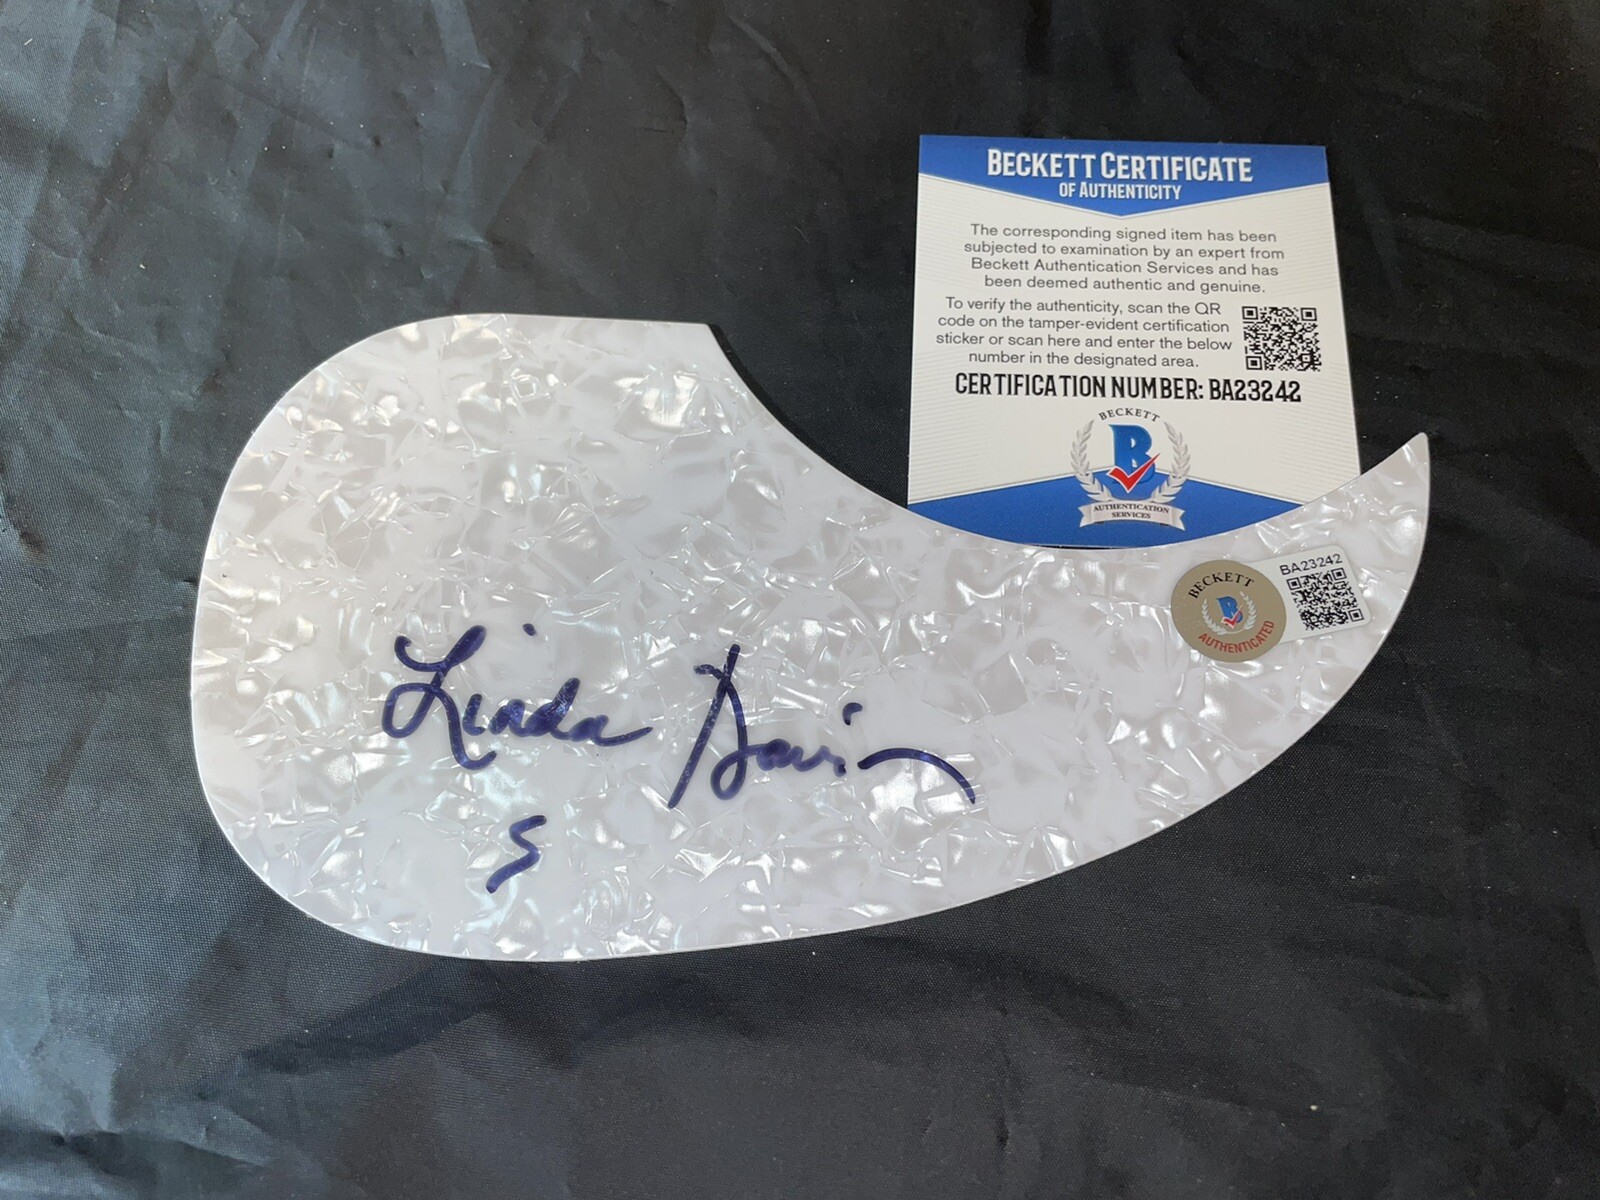 BECKETT CERTIFICATE
OF AUTHENTICITY
The corresponding signed item has been
subjected to examination by an expert from
Beckett Authentication Services and has
been deemed authentic and genuine.
To verify the authenticity, scan the QR
code on the tamper-evident certification
sticker or scan here and enter the below
number in the designated area.
CERTIFICATION NUMBER: BA23242
BECKETT
B
AUTHENTICATION
SERVICES
BECKETT
B
AUTHENTICATED
BA23242
Linda Davis
5